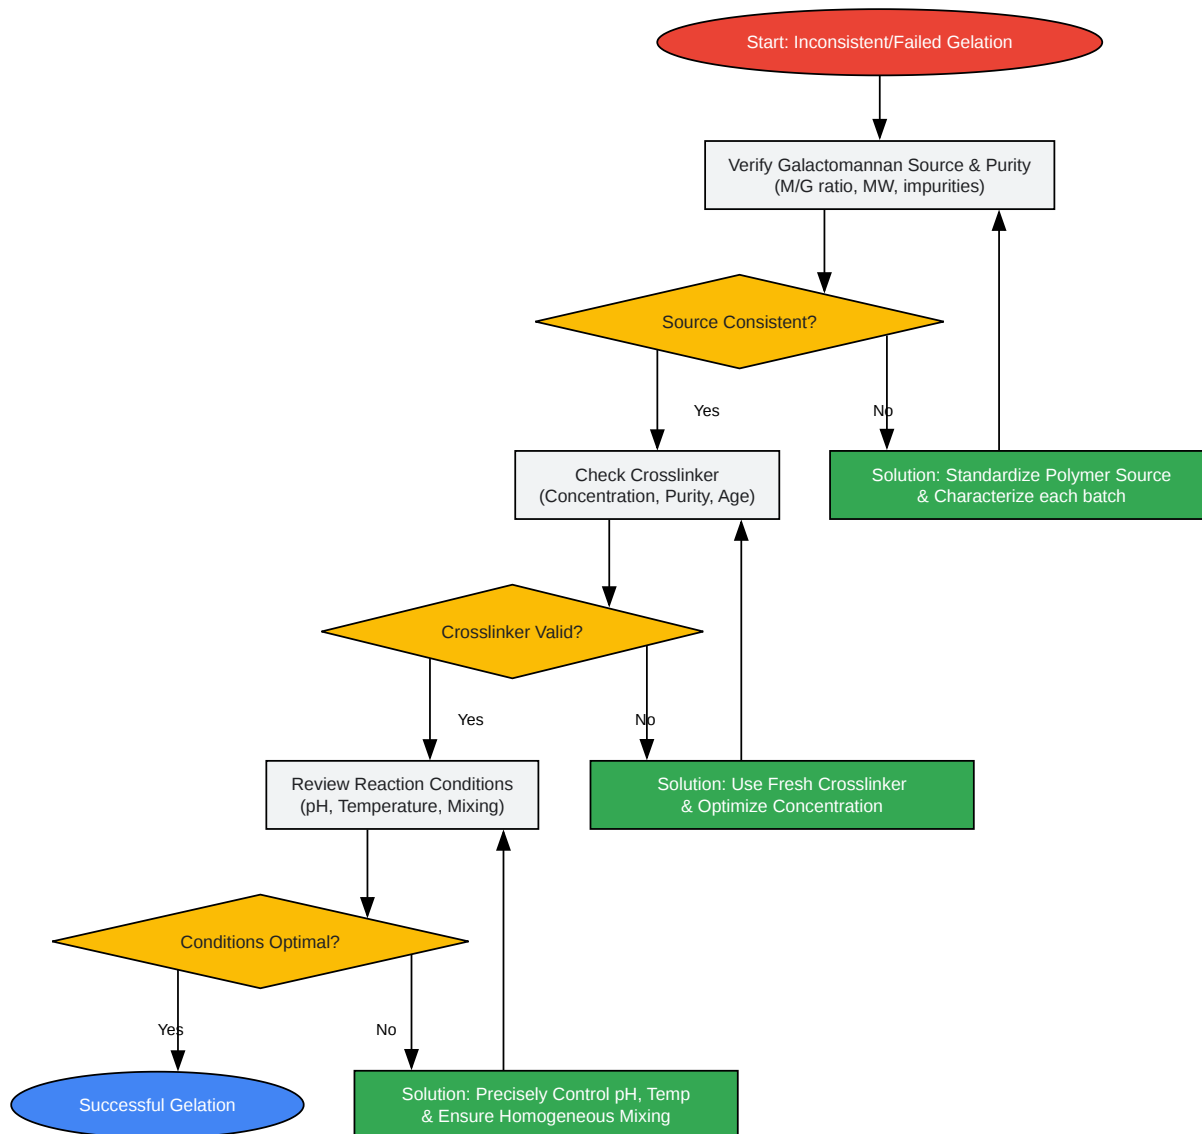 Start: Inconsistent/Failed Gelation
Verify Galactomannan Source & Purity
(M/G ratio, MW, impurities)
Source Consistent?
Yes
No
Check Crosslinker
(Concentration, Purity, Age)
Solution: Standardize Polymer Source
& Characterize each batch
Crosslinker Valid?
Yes
No
Review Reaction Conditions
(pH, Temperature, Mixing)
Solution: Use Fresh Crosslinker
& Optimize Concentration
Conditions Optimal?
Yes
No
Successful Gelation
Solution: Precisely Control pH, Temp
& Ensure Homogeneous Mixing